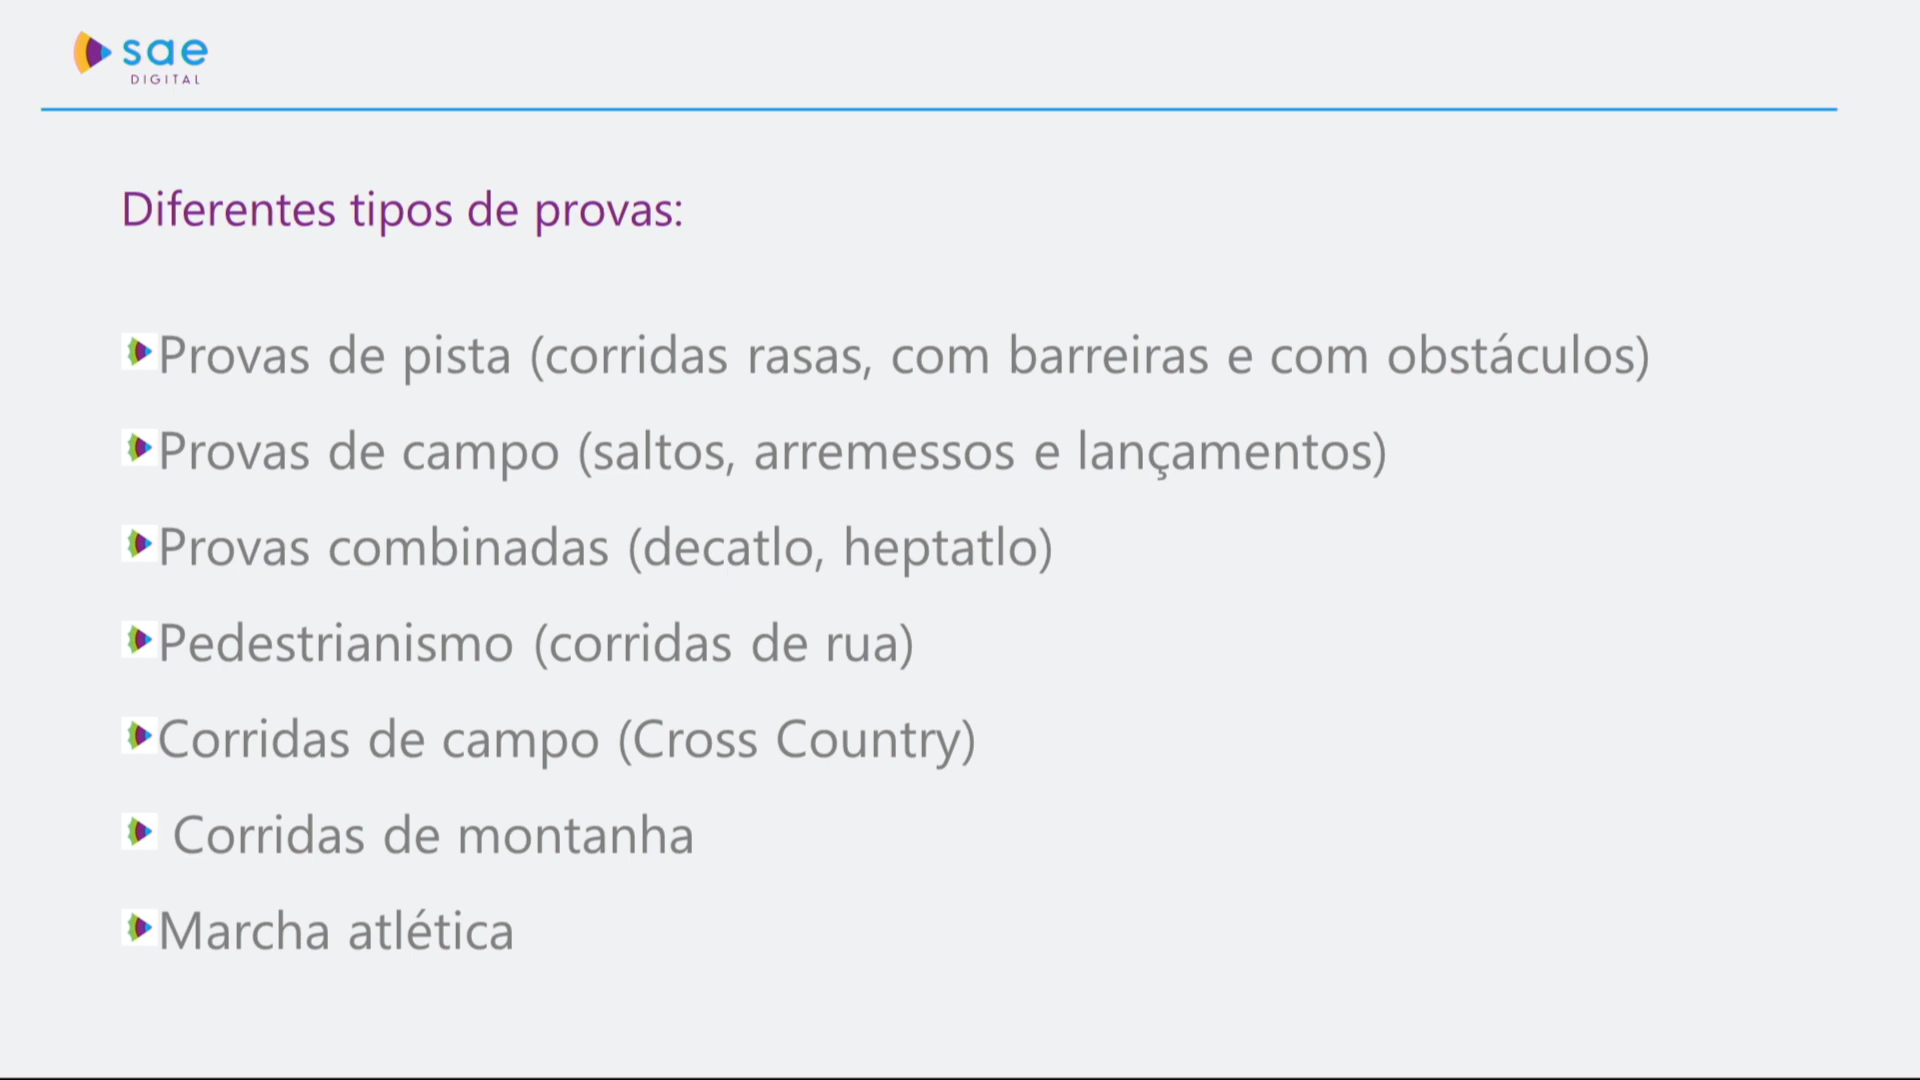 sae
DIGITAL
Diferentes tipos de provas:
Provas de pista (corridas rasas, com barreiras e com obstáculos)
Provas de campo (saltos, arremessos e lançamentos)
Provas combinadas (decatlo, heptatlo)
Pedestrianismo (corridas de rua)
Corridas de campo (Cross Country)
Corridas de montanha
Marcha atlética